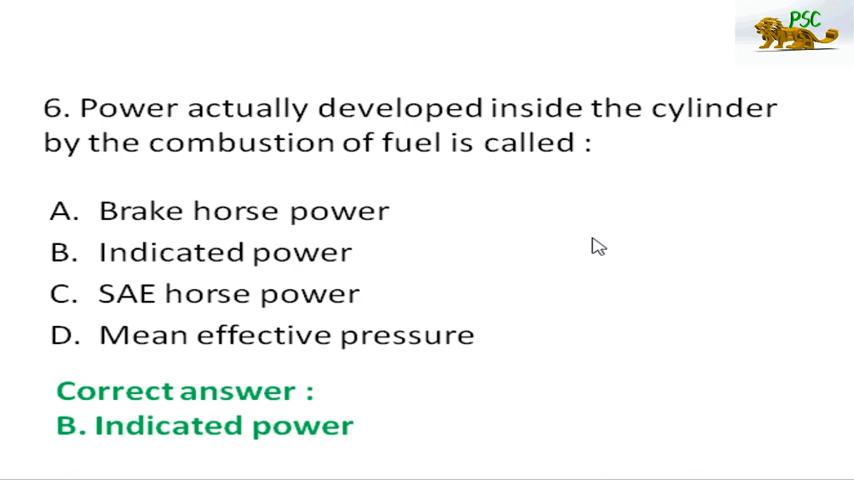 PSC
6. Power actually developed inside the cylinder
by the combustion of fuel is called :
A. Brake horse power
B. Indicated power
C. SAE horse power
D. Mean effective pressure
Correct answer :
B. Indicated power